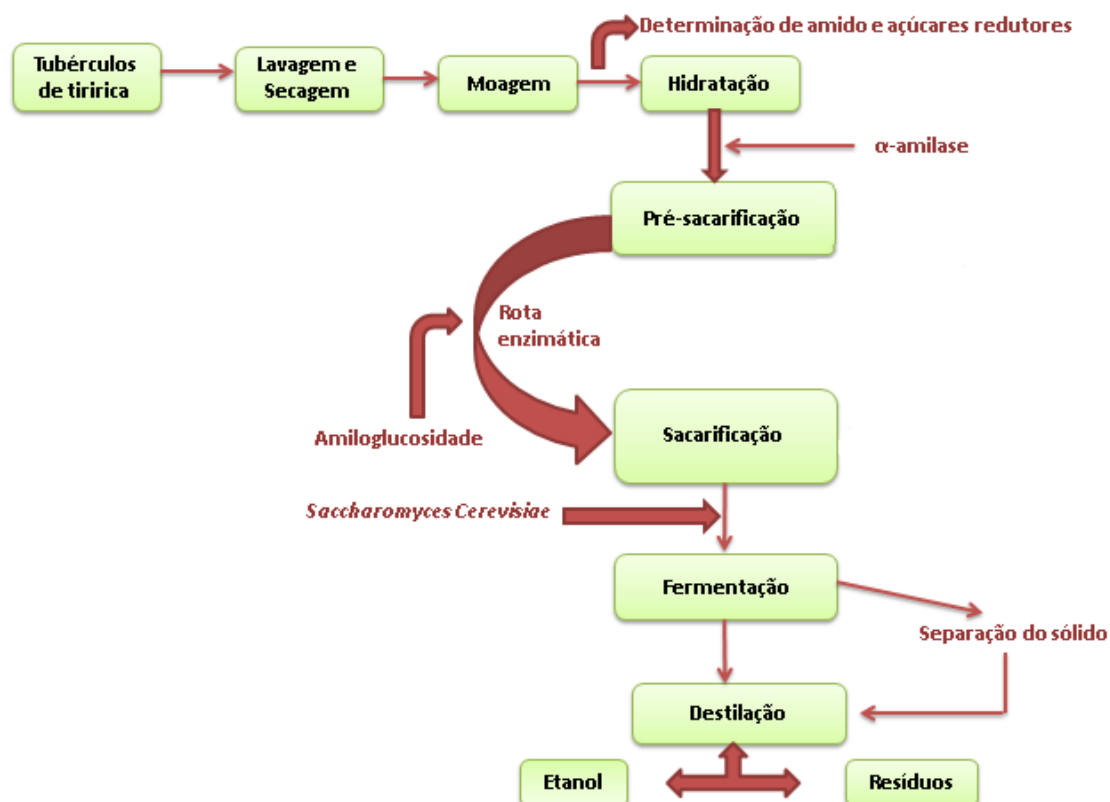 Determinação de amido e açúcares redutores
Tubérculos
de tiririca
Lavagem e
Secagem
Moagem
Hidratação
α-amilase
Pré-sacarificação
Rota
enzimática
Amiloglucosidade
Sacarificação
Saccharomyces Cerevisiae
Fermentação
Separação do sólido
Destilação
Etanol
Resíduos